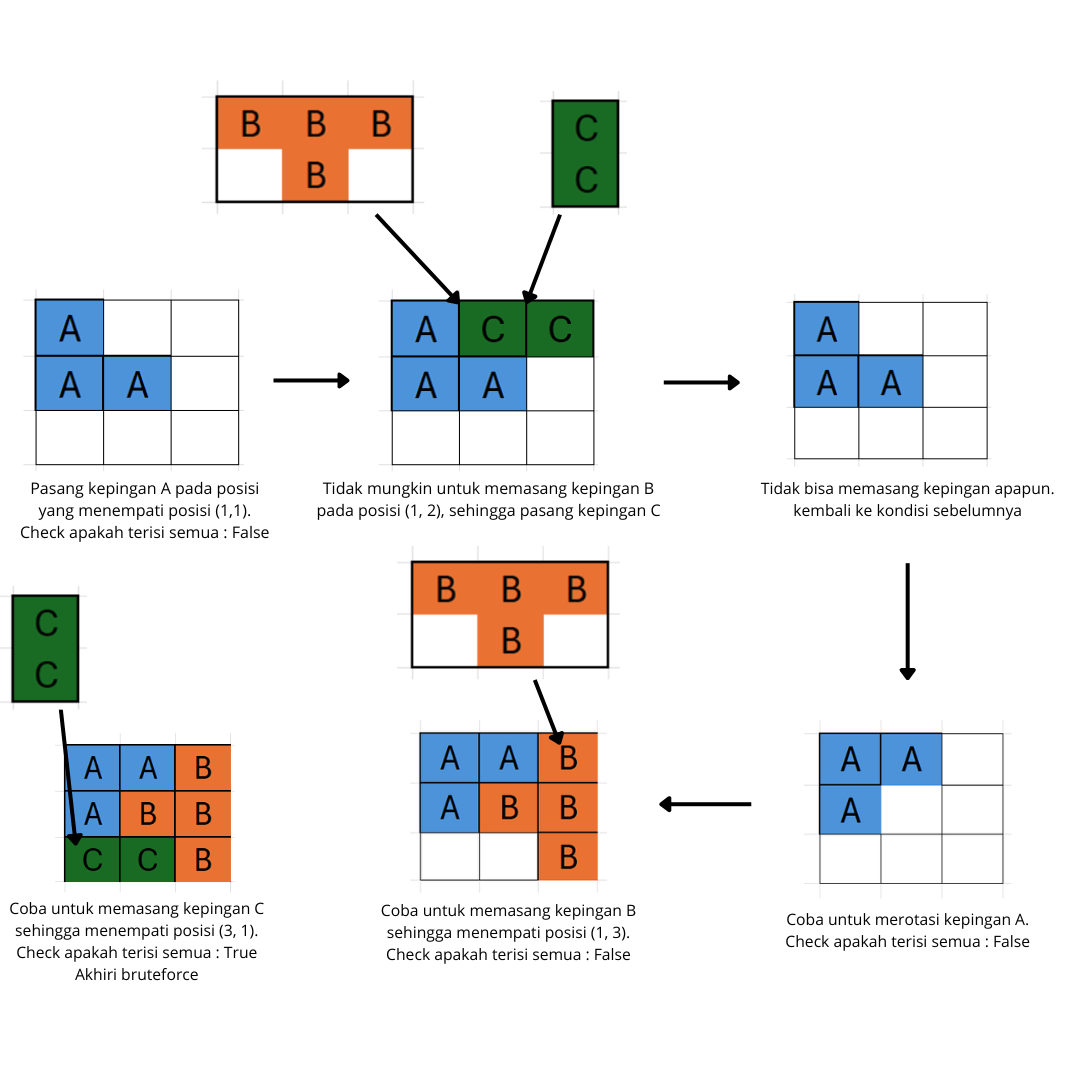 B B B
B
C
C
A
A A
A C C
A A
A
A A
Pasang kepingan A pada posisi
yang menempati posisi (1,1).
Check apakah terisi semua : False
Tidak mungkin untuk memasang kepingan B
pada posisi (1, 2), sehingga pasang kepingan C
Tidak bisa memasang kepingan apapun.
kembali ke kondisi sebelumnya
A A
A
Coba untuk merotasi kepingan A.
Check apakah terisi semua : False
B B B
B
A A B
A B B
B
Coba untuk memasang kepingan B
sehingga menempati posisi (1, 3).
Check apakah terisi semua : False
C
C
A A B
A B B
C C B
Coba untuk memasang kepingan C
sehingga menempati posisi (3, 1).
Check apakah terisi semua : True
Akhiri bruteforce